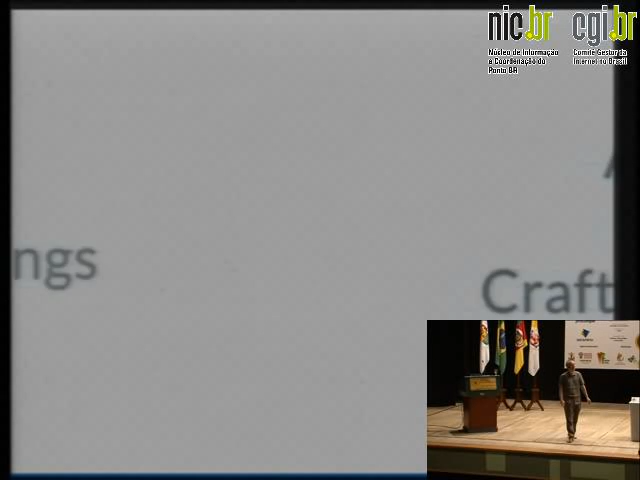 nic.br cgi.br
Núcleo de Informação
e Coordenação do
Ponto BR
Comitê Gestor da
Internet no Brasil
ngs
Craft